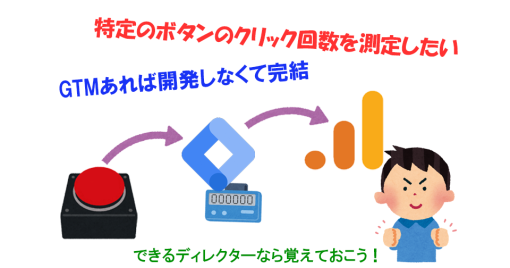 特定のボタンのクリック回数を測定したい
GTMあれば開発しなくて完結
000000
できるディレクターなら覚えておこう！